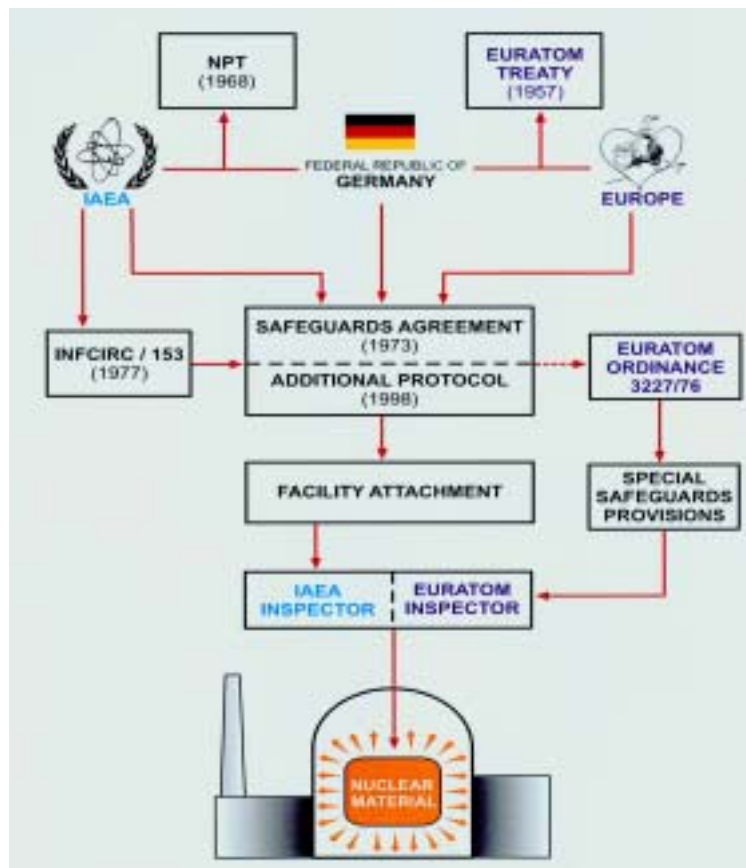 NPT
(1968)
EURATOM
TREATY
(1957)
IAEA
FEDERAL REPUBLIC OF
GERMANY
EUROPE
INFCIRC / 153
(1977)
SAFEGUARDS AGREEMENT
(1973)
ADDITIONAL PROTOCOL
(1998)
EURATOM
ORDINANCE
3227/76
FACILITY ATTACHMENT
SPECIAL
SAFEGUARDS
PROVISIONS
IAEA
INSPECTOR
EURATOM
INSPECTOR
NUCLEAR
MATERIAL